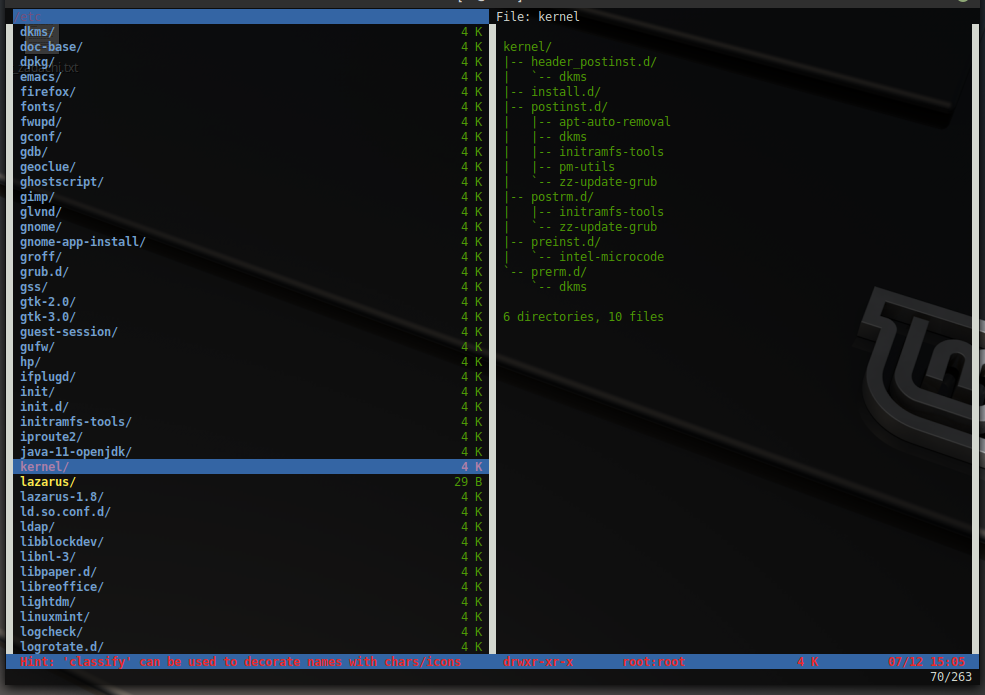 File: kernel
dkms/ 4 K
doc-base/ 4 K
dpkg/ 4 K
emacs/ 4 K
firefox/ 4 K
fonts/ 4 K
fwupd/ 4 K
gconf/ 4 K
gdb/ 4 K
geoclue/ 4 K
ghostscript/ 4 K
gimp/ 4 K
glvnd/ 4 K
gnome/ 4 K
gnome-app-install/ 4 K
groff/ 4 K
grub.d/ 4 K
gss/ 4 K
gtk-2.0/ 4 K
gtk-3.0/ 4 K
guest-session/ 4 K
gufw/ 4 K
hp/ 4 K
ifplugd/ 4 K
init/ 4 K
init.d/ 4 K
initramfs-tools/ 4 K
iproute2/ 4 K
java-11-openjdk/ 4 K
kernel/ 4 K
lazarus/ 29 B
lazarus-1.8/ 4 K
ld.so.conf.d/ 4 K
ldap/ 4 K
libblockdev/ 4 K
libnl-3/ 4 K
libpaper.d/ 4 K
libreoffice/ 4 K
lightdm/ 4 K
linuxmint/ 4 K
logcheck/ 4 K
logrotate.d/ 4 K
kernel/
|-- header_postinst.d/
|   `-- dkms
|-- install.d/
|-- postinst.d/
|   |-- apt-auto-removal
|   |-- dkms
|   |-- initramfs-tools
|   |-- pm-utils
|   `-- zz-update-grub
|-- postrm.d/
|   |-- initramfs-tools
|   `-- zz-update-grub
|-- preinst.d/
|   `-- intel-microcode
`-- prerm.d/
    `-- dkms
6 directories, 10 files
Hint: 'classify' can be used to decorate names with chars/icons drwxr-xr-x root:root 4 K 07/12 15:05
70/263